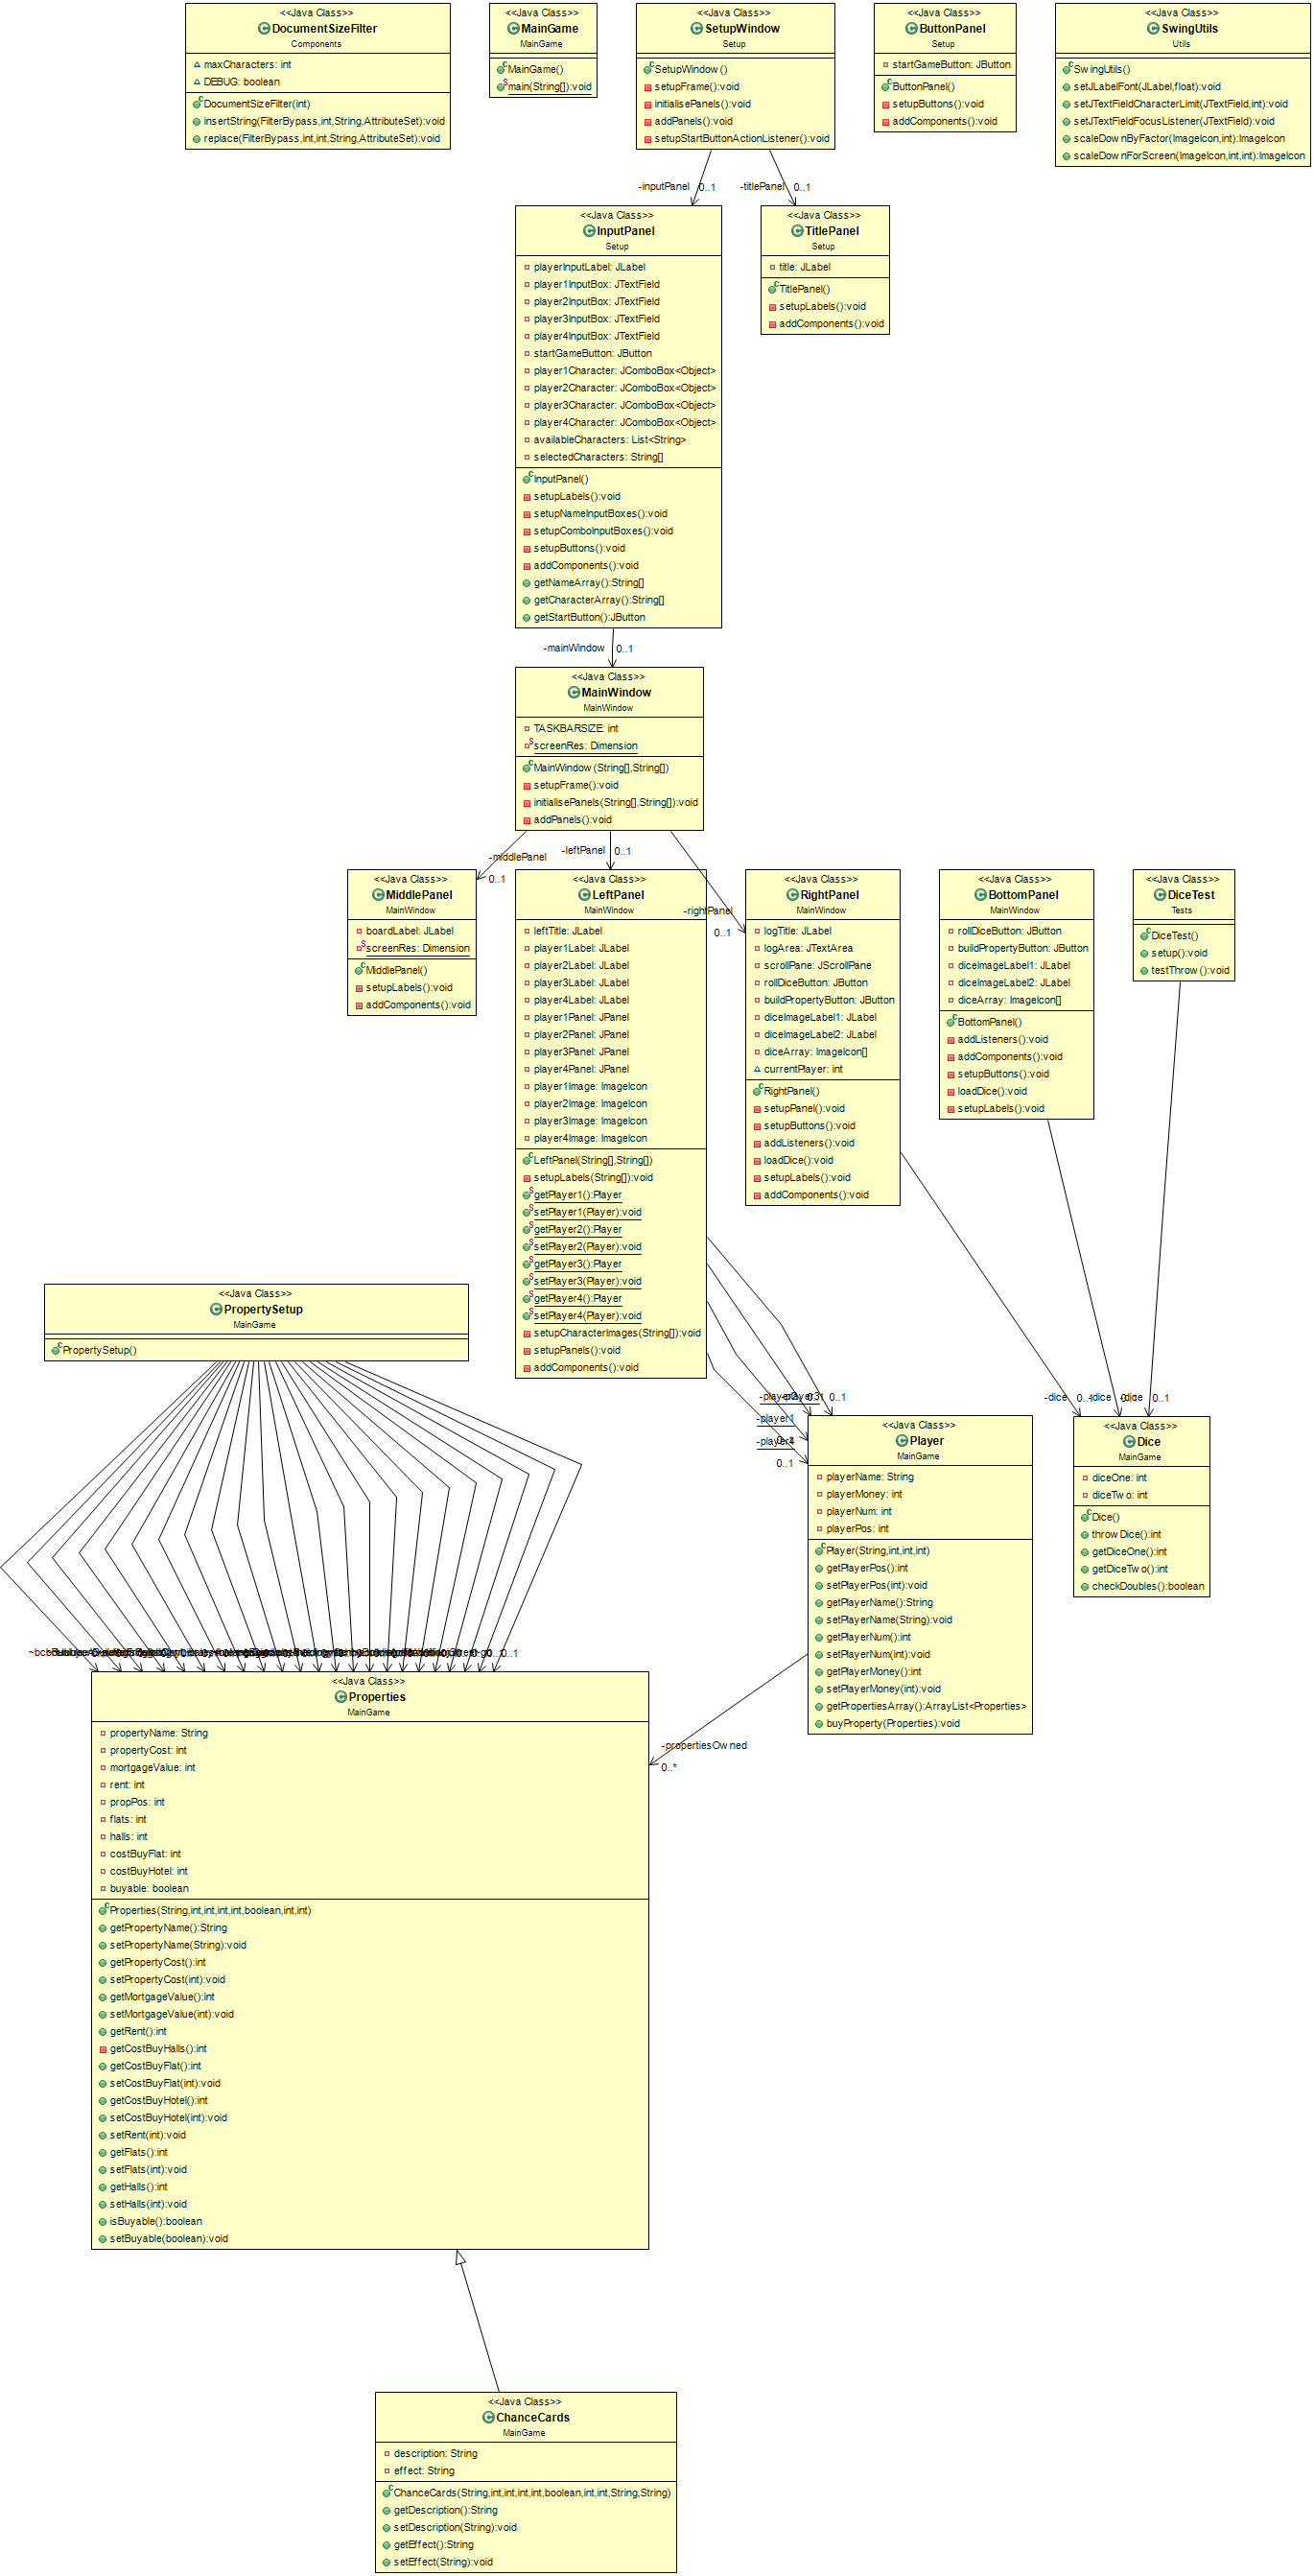 <<Java Class>>
DocumentSizeFilter
Components
maxCharacters: int
DEBUG: boolean
DocumentSizeFilter(int)
insertString(FilterBypass,int,String,AttributeSet):void
replace(FilterBypass,int,int,String,AttributeSet):void
<<Java Class>>
MainGame
MainGame
MainGame()
main(String[]):void
<<Java Class>>
SetupWindow
Setup
SetupWindow()
setupFrame():void
initialisePanels():void
addPanels():void
setupStartButtonActionListener():void
<<Java Class>>
ButtonPanel
Setup
startGameButton: JButton
ButtonPanel()
setupButtons():void
addComponents():void
<<Java Class>>
SwingUtils
Utils
SwingUtils()
setJLabelFont(JLabel,float):void
setJTextFieldCharacterLimit(JTextField,int):void
setJTextFieldFocusListener(JTextField):void
scaleDownByFactor(ImageIcon,int):ImageIcon
scaleDownForScreen(ImageIcon,int,int):ImageIcon
-inputPanel 0..1
-titlePanel 0..1
<<Java Class>>
InputPanel
Setup
playerInputLabel: JLabel
player1InputBox: JTextField
player2InputBox: JTextField
player3InputBox: JTextField
player4InputBox: JTextField
startGameButton: JButton
player1Character: JComboBox<Object>
player2Character: JComboBox<Object>
player3Character: JComboBox<Object>
player4Character: JComboBox<Object>
availableCharacters: List<String>
selectedCharacters: String[]
InputPanel()
setupLabels():void
setupNameInputBoxes():void
setupComboInputBoxes():void
setupButtons():void
addComponents():void
getNameArray():String[]
getCharacterArray():String[]
getStartButton():JButton
<<Java Class>>
TitlePanel
Setup
title: JLabel
TitlePanel()
setupLabels():void
addComponents():void
-mainWindow 0..1
<<Java Class>>
MainWindow
MainWindow
TASKBARSIZE: int
screenRes: Dimension
MainWindow(String[],String[])
setupFrame():void
initialisePanels(String[],String[]):void
addPanels():void
-middlePanel
0..1
-leftPanel 0..1
-rightPanel
0..1
<<Java Class>>
MiddlePanel
MainWindow
boardLabel: JLabel
screenRes: Dimension
MiddlePanel()
setupLabels():void
addComponents():void
<<Java Class>>
LeftPanel
MainWindow
leftTitle: JLabel
player1Label: JLabel
player2Label: JLabel
player3Label: JLabel
player4Label: JLabel
player1Panel: JPanel
player2Panel: JPanel
player3Panel: JPanel
player4Panel: JPanel
player1Image: ImageIcon
player2Image: ImageIcon
player3Image: ImageIcon
player4Image: ImageIcon
LeftPanel(String[],String[])
setupLabels(String[]):void
getPlayer1():Player
setPlayer1(Player):void
getPlayer2():Player
setPlayer2(Player):void
getPlayer3():Player
setPlayer3(Player):void
getPlayer4():Player
setPlayer4(Player):void
setupCharacterImages(String[]):void
setupPanels():void
addComponents():void
<<Java Class>>
RightPanel
MainWindow
logTitle: JLabel
logArea: JTextArea
scrollPane: JScrollPane
rollDiceButton: JButton
buildPropertyButton: JButton
diceImageLabel1: JLabel
diceImageLabel2: JLabel
diceArray: ImageIcon[]
currentPlayer: int
RightPanel()
setupPanel():void
setupButtons():void
addListeners():void
loadDice():void
setupLabels():void
addComponents():void
<<Java Class>>
BottomPanel
MainWindow
rollDiceButton: JButton
buildPropertyButton: JButton
diceImageLabel1: JLabel
diceImageLabel2: JLabel
diceArray: ImageIcon[]
BottomPanel()
addListeners():void
addComponents():void
setupButtons():void
loadDice():void
setupLabels():void
<<Java Class>>
DiceTest
Tests
DiceTest()
setup():void
testThrow():void
<<Java Class>>
PropertySetup
MainGame
PropertySetup()
-player3 0..1
-player1
-player4
0..1
-dice
-dice
0..1
<<Java Class>>
Player
MainGame
playerName: String
playerMoney: int
playerNum: int
playerPos: int
Player(String,int,int,int)
getPlayerPos():int
setPlayerPos(int):void
getPlayerName():String
setPlayerName(String):void
getPlayerNum():int
setPlayerNum(int):void
getPlayerMoney():int
setPlayerMoney(int):void
getPropertiesArray():ArrayList<Properties>
buyProperty(Properties):void
<<Java Class>>
Dice
MainGame
diceOne: int
diceTwo: int
Dice()
throwDice():int
getDiceOne():int
getDiceTwo():int
checkDoubles():boolean
-propertiesOwned
0..*
<<Java Class>>
Properties
MainGame
propertyName: String
propertyCost: int
mortgageValue: int
rent: int
propPos: int
flats: int
halls: int
costBuyFlat: int
costBuyHotel: int
buyable: boolean
Properties(String,int,int,int,int,boolean,int,int)
getPropertyName():String
setPropertyName(String):void
getPropertyCost():int
setPropertyCost(int):void
getMortgageValue():int
setMortgageValue(int):void
getRent():int
getCostBuyHalls():int
getCostBuyFlat():int
setCostBuyFlat(int):void
getCostBuyHotel():int
setCostBuyHotel(int):void
setRent(int):void
getFlats():int
setFlats(int):void
getHalls():int
setHalls(int):void
isBuyable():boolean
setBuyable(boolean):void
<<Java Class>>
ChanceCards
MainGame
description: String
effect: String
ChanceCards(String,int,int,int,int,boolean,int,int,String,String)
getDescription():String
setDescription(String):void
getEffect():String
setEffect(String):void